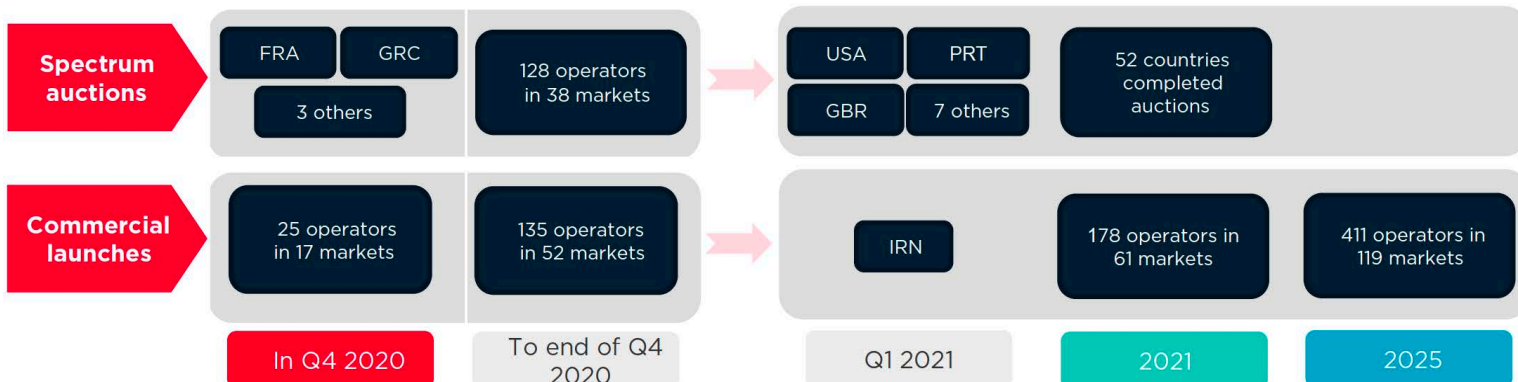 Spectrum
auctions
FRA
GRC
3 others
128 operators
in 38 markets
USA
PRT
GBR
7 others
52 countries
completed
auctions
Commercial
launches
25 operators
in 17 markets
135 operators
in 52 markets
IRN
178 operators in
61 markets
411 operators in
119 markets
In Q4 2020
To end of Q4
2020
Q1 2021
2021
2025